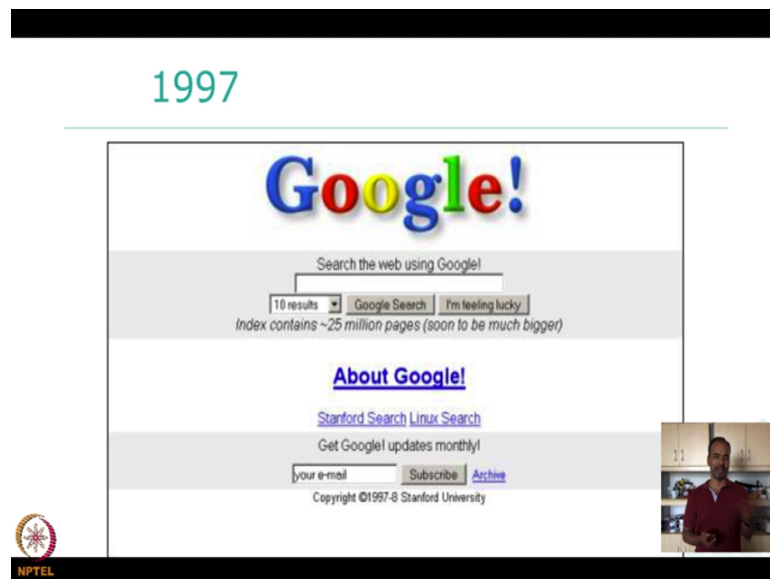 1997
Google!
Search the web using Google!
10 results Google Search I'm feeling lucky
Index contains ~25 million pages (soon to be much bigger)
About Google!
Stanford Search Linux Search
Get Google! updates monthly!
your e-mail Subscribe Archive
Copyright ©1997-8 Stanford University
NPTEL